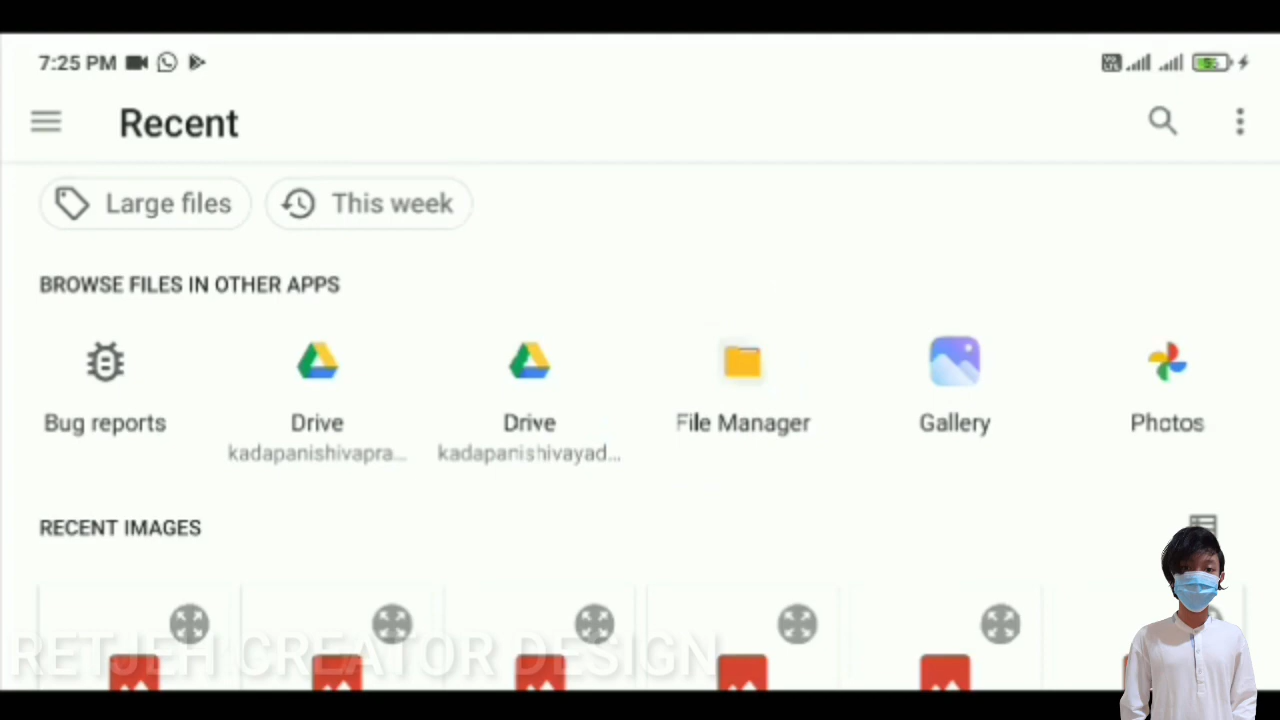 7:25 PM
Recent
Large files This week
BROWSE FILES IN OTHER APPS
Bug reports Drive Drive File Manager Gallery Photos
kadapanishivapra... kadapanishivayad...
RECENT IMAGES
RETJEH CREATOR DESIGN